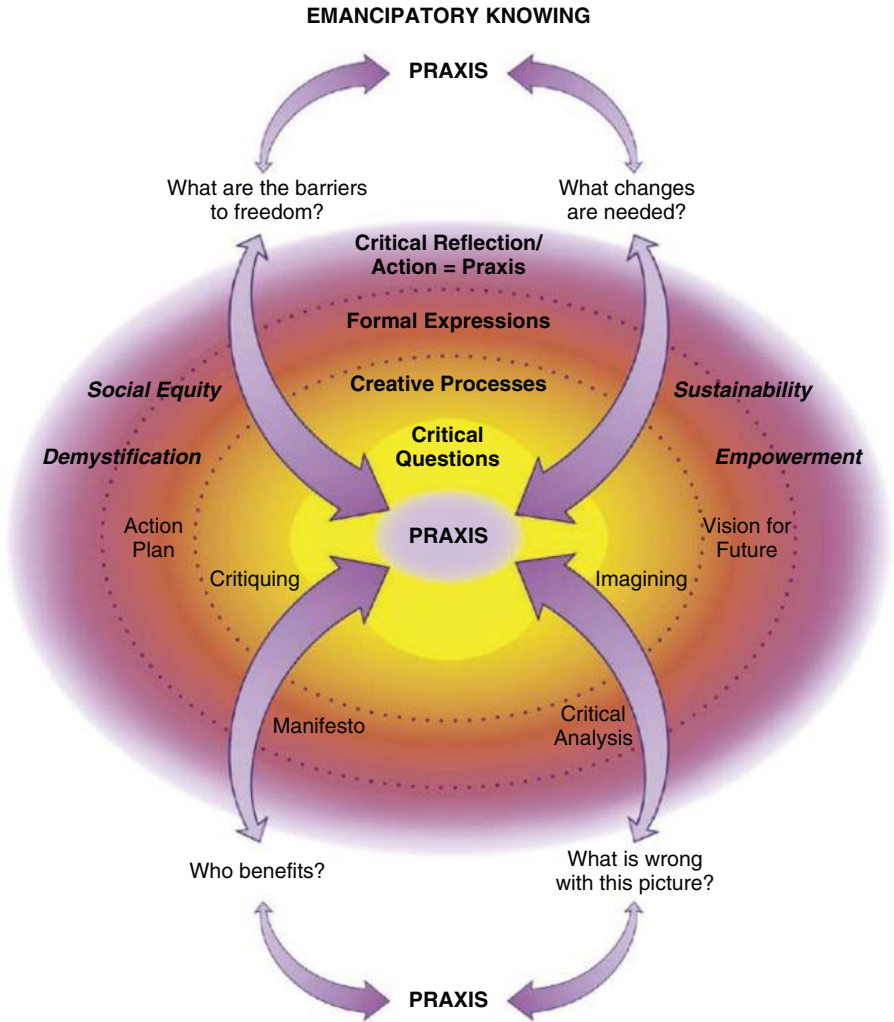 EMANCIPATORY KNOWING
PRAXIS
What are the barriers
to freedom?
What changes
are needed?
Critical Reflection/
Action = Praxis
Formal Expressions
Creative Processes
Social Equity
Sustainability
Critical
Questions
Demystification
Empowerment
Action
Plan
PRAXIS
Vision for
Future
Critiquing
Imagining
Manifesto
Critical
Analysis
Who benefits?
What is wrong
with this picture?
PRAXIS